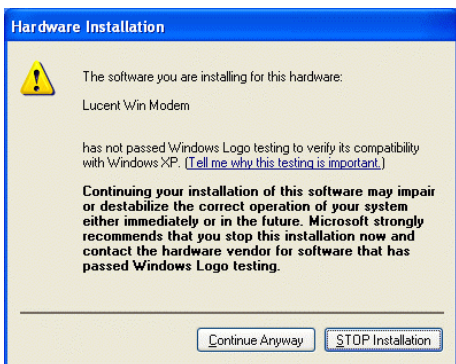 Hardware Installation
The software you are installing for this hardware:
Lucent Win Modem
has not passed Windows Logo testing to verify its compatibility
with Windows XP. (Tell me why this testing is important.)
Continuing your installation of this software may impair
or destabilize the correct operation of your system
either immediately or in the future. Microsoft strongly
recommends that you stop this installation now and
contact the hardware vendor for software that has
passed Windows Logo testing.
Continue Anyway STOP Installation